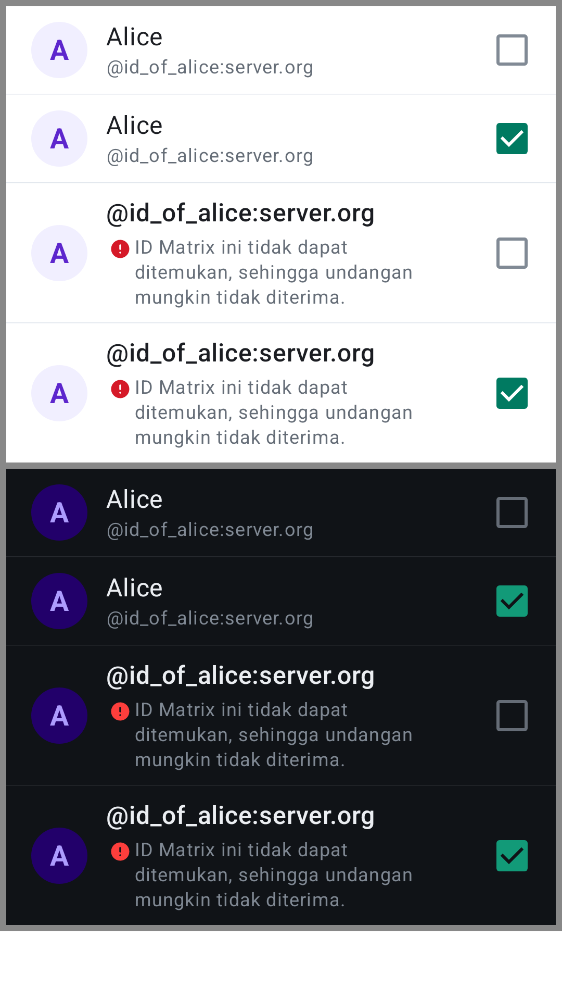 A
Alice
@id_of_alice:server.org
A
Alice
@id_of_alice:server.org
A
@id_of_alice:server.org
ID Matrix ini tidak dapat
ditemukan, sehingga undangan
mungkin tidak diterima.
A
@id_of_alice:server.org
ID Matrix ini tidak dapat
ditemukan, sehingga undangan
mungkin tidak diterima.
A
Alice
@id_of_alice:server.org
A
Alice
@id_of_alice:server.org
A
@id_of_alice:server.org
ID Matrix ini tidak dapat
ditemukan, sehingga undangan
mungkin tidak diterima.
A
@id_of_alice:server.org
ID Matrix ini tidak dapat
ditemukan, sehingga undangan
mungkin tidak diterima.